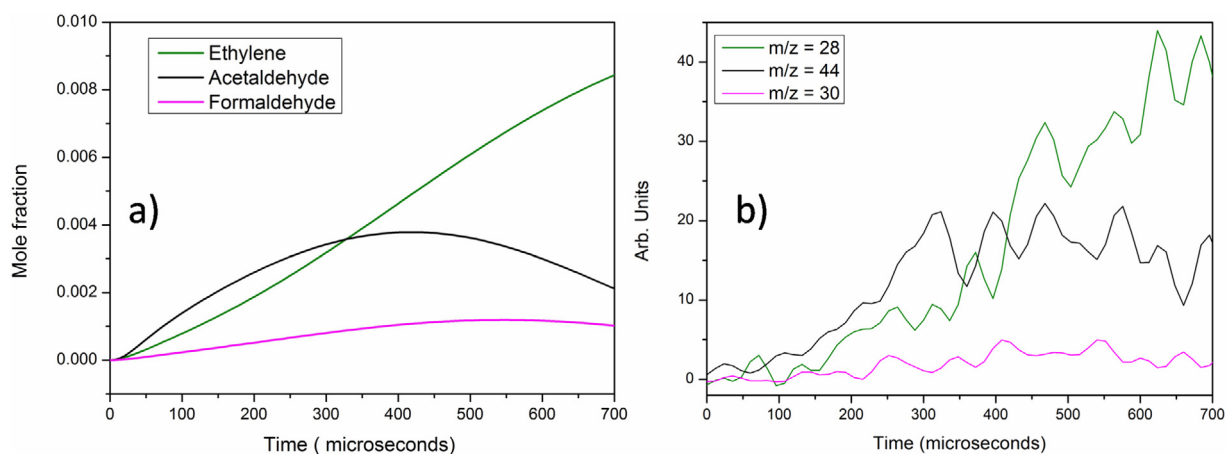 0.010
0.008
0.006
0.004
0.002
0.000
Mole fraction
Ethylene
Acetaldehyde
Formaldehyde
a)
0 100 200 300 400 500 600 700
Time ( microseconds)
40
30
20
10
0
Arb. Units
m/z = 28
m/z = 44
m/z = 30
b)
0 100 200 300 400 500 600 700
Time (microseconds)